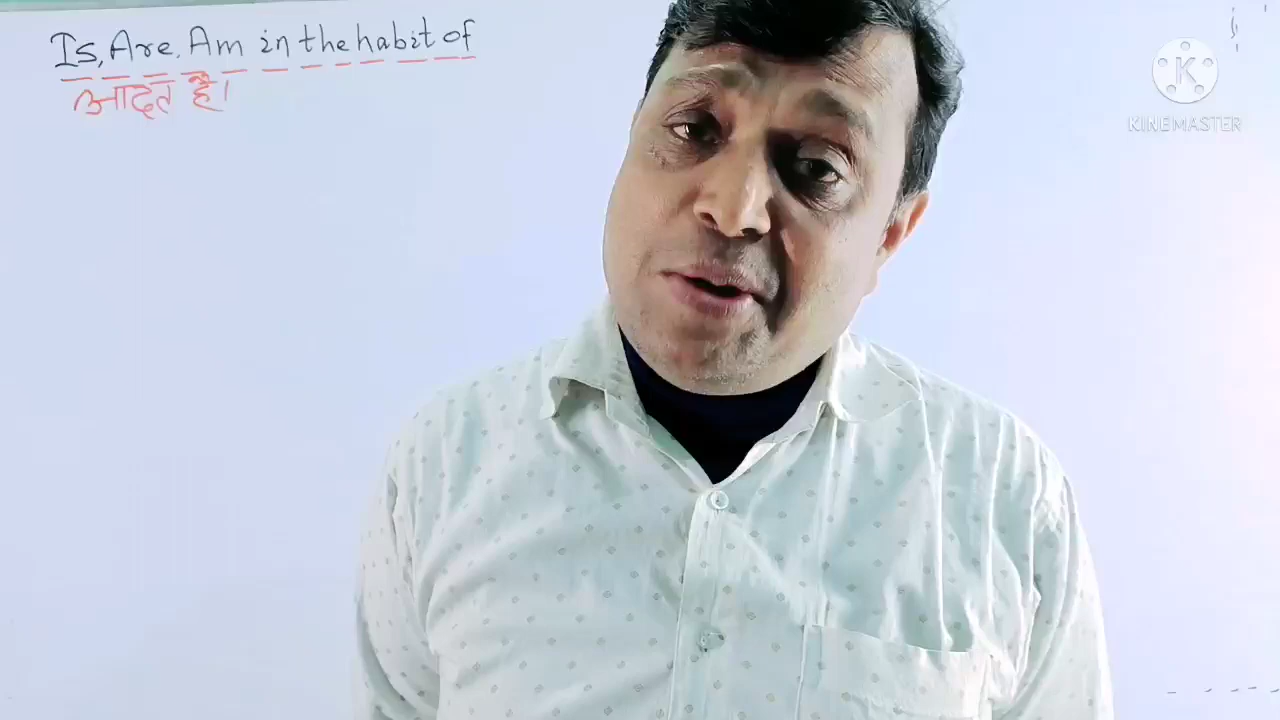 Is, Are, Am in the habit of
आदत है।
K
KINEMASTER